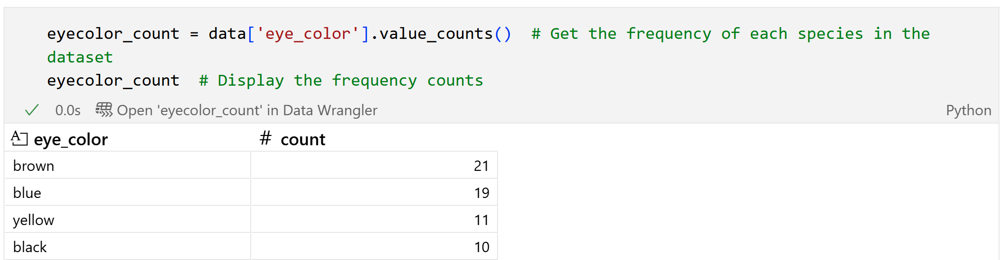 eyecolor_count = data['eye_color'].value_counts()  # Get the frequency of each species in the
dataset
eyecolor_count  # Display the frequency counts
0.0s Open 'eyecolor_count' in Data Wrangler Python
eye_color # count
brown 21
blue 19
yellow 11
black 10